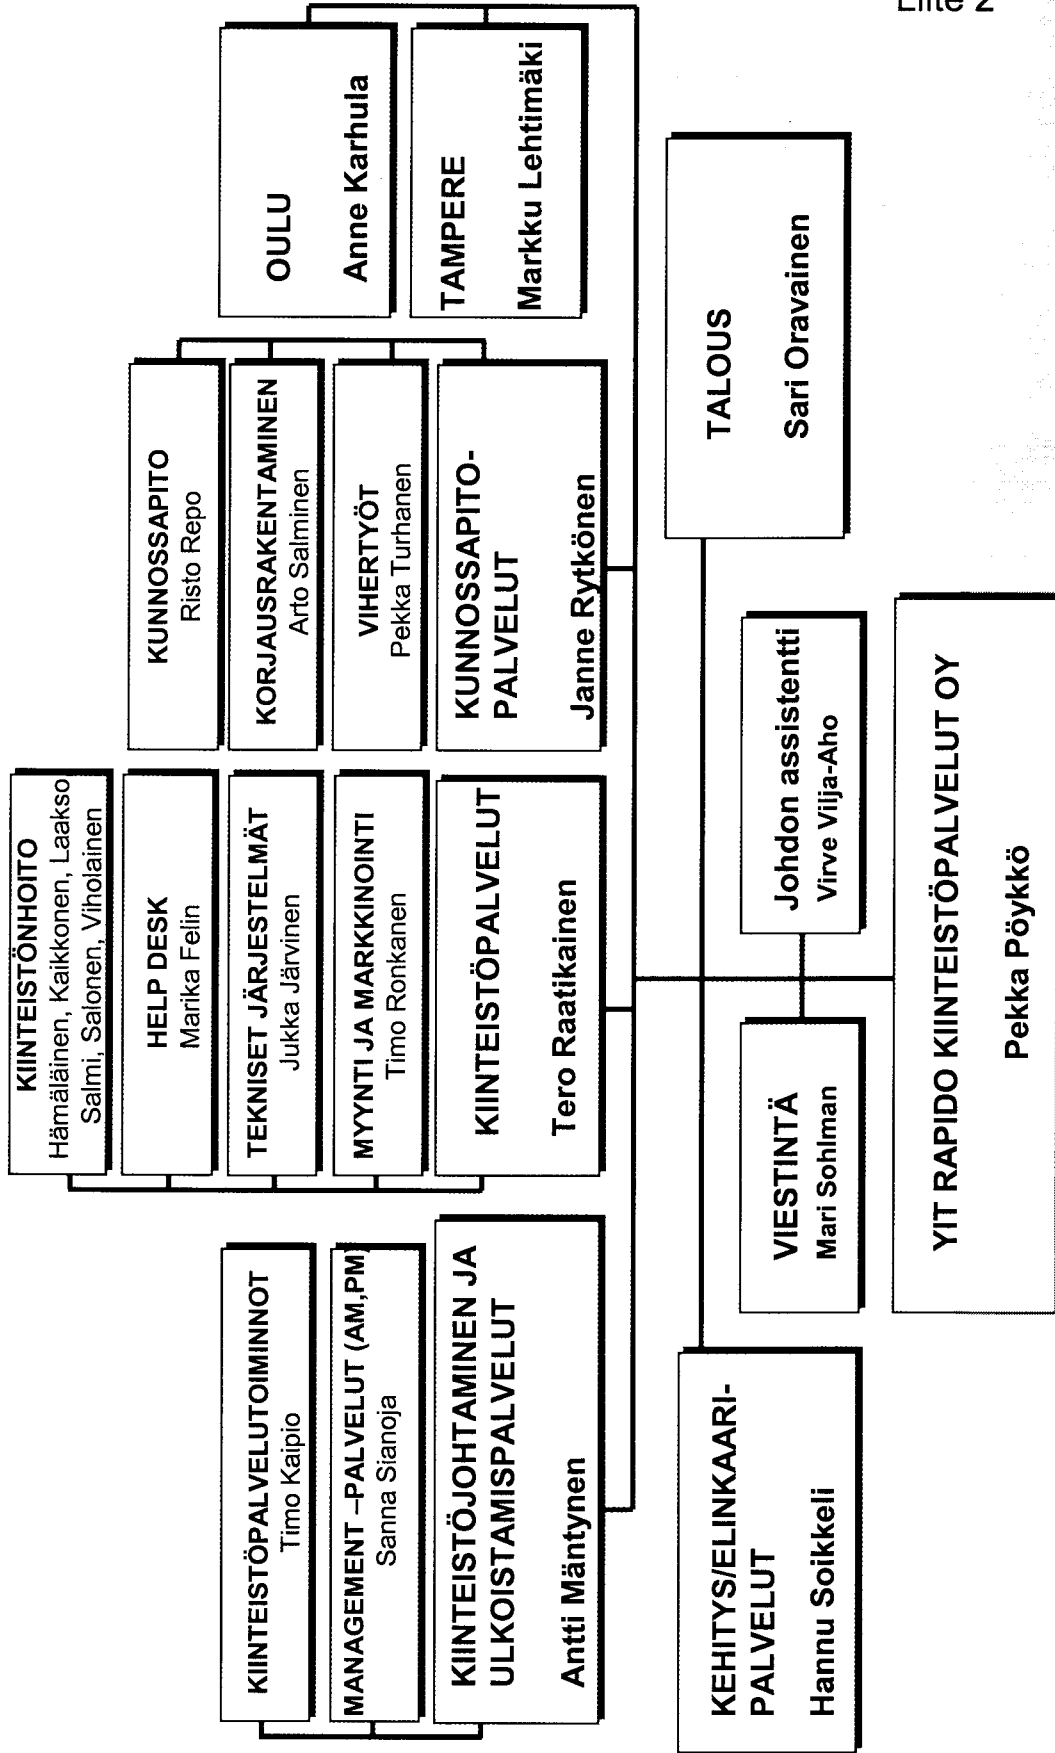 Liite 2
KIINTEISTÖPALVELUTOIMINNOT
Timo Kaipio
MANAGEMENT –PALVELUT (AM,PM
Sanna Sianoja
KIINTEISTÖJOHTAMINEN JA
ULKOISTAMISPALVELUT
Antti Mäntynen
KIINTEISTÖNHOITO
Hämäläinen, Kaikkonen, Laakso
Salmi, Salonen, Viholainen
HELP DESK
Marika Felin
TEKNISET JÄRJESTELMÄT
Jukka Järvinen
MYYNTI JA MARKKINOINTI
Timo Ronkanen
KIINTEISTÖPALVELUT
Tero Raatikainen
KUNNOSSAPITO
Risto Repo
KORJAUSRAKENTAMINEN
Arto Salminen
VIHERTYÖT
Pekka Turhanen
KUNNOSSAPITO-
PALVELUT
Janne Rytkönen
OULU
Anne Karhula
TAMPERE
Markku Lehtimäki
KEHITYS/ELINKAARI-
PALVELUT
Hannu Soikkeli
TALOUS
Sari Oravainen
VIESTINTÄ
Mari Sohlman
Johdon assistentti
Virve Vilja-Aho
YIT RAPIDO KIINTEISTÖPALVELUT OY
Pekka Pöykkö